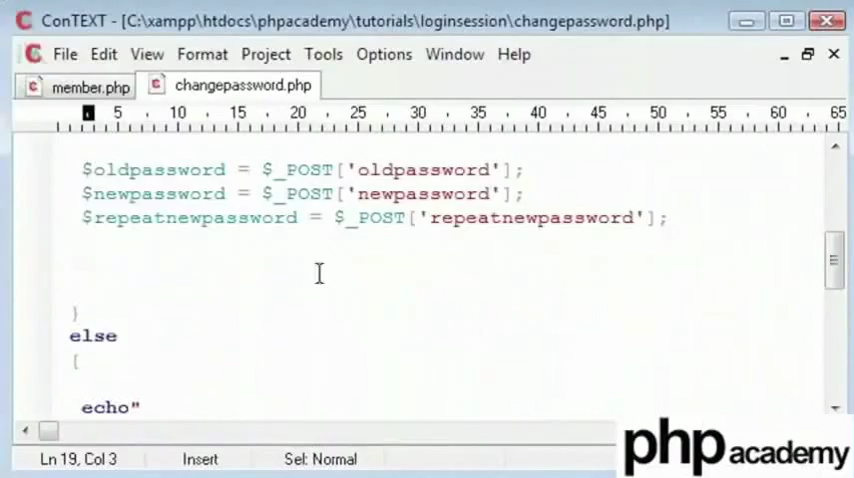 ConTEXT - [C:\xampp\htdocs\phpacademy\tutorials\loginsession\changepassword.php]
File Edit View Format Project Tools Options Window Help
member.php changepassword.php
5 10 15 20 25 30 35 40 45 50 55 60 65
$oldpassword = $_POST['oldpassword'];
$newpassword = $_POST['newpassword'];
$repeatnewpassword = $_POST['repeatnewpassword'];
}
else
{
echo"
Ln 19, Col 3 Insert Sel: Normal
php academy